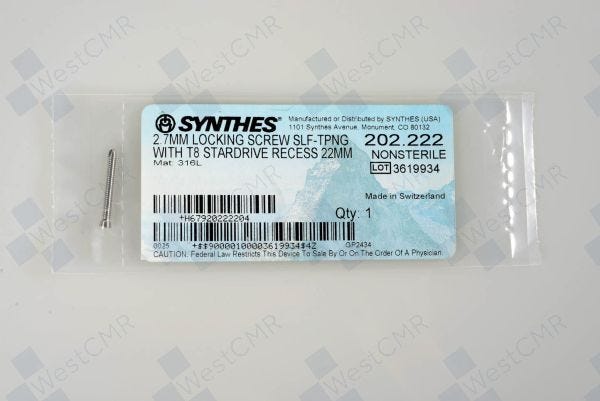 SYNTHES®
Manufactured or Distributed by SYNTHES (USA)
1101 Synthes Avenue, Monument, CO 80132
2.7MM LOCKING SCREW SLF-TPNG
WITH T8 STARDRIVE RECESS 22MM
Mat: 316L
202.222
NONSTERILE
LOT 3619934
Made in Switzerland
+H67920222204
Qty: 1
0025
+$$9000010000361993442
GP2434
CAUTION: Federal Law Restricts This Device To Sale By Or On The Order Of A Physician.
WestCMR